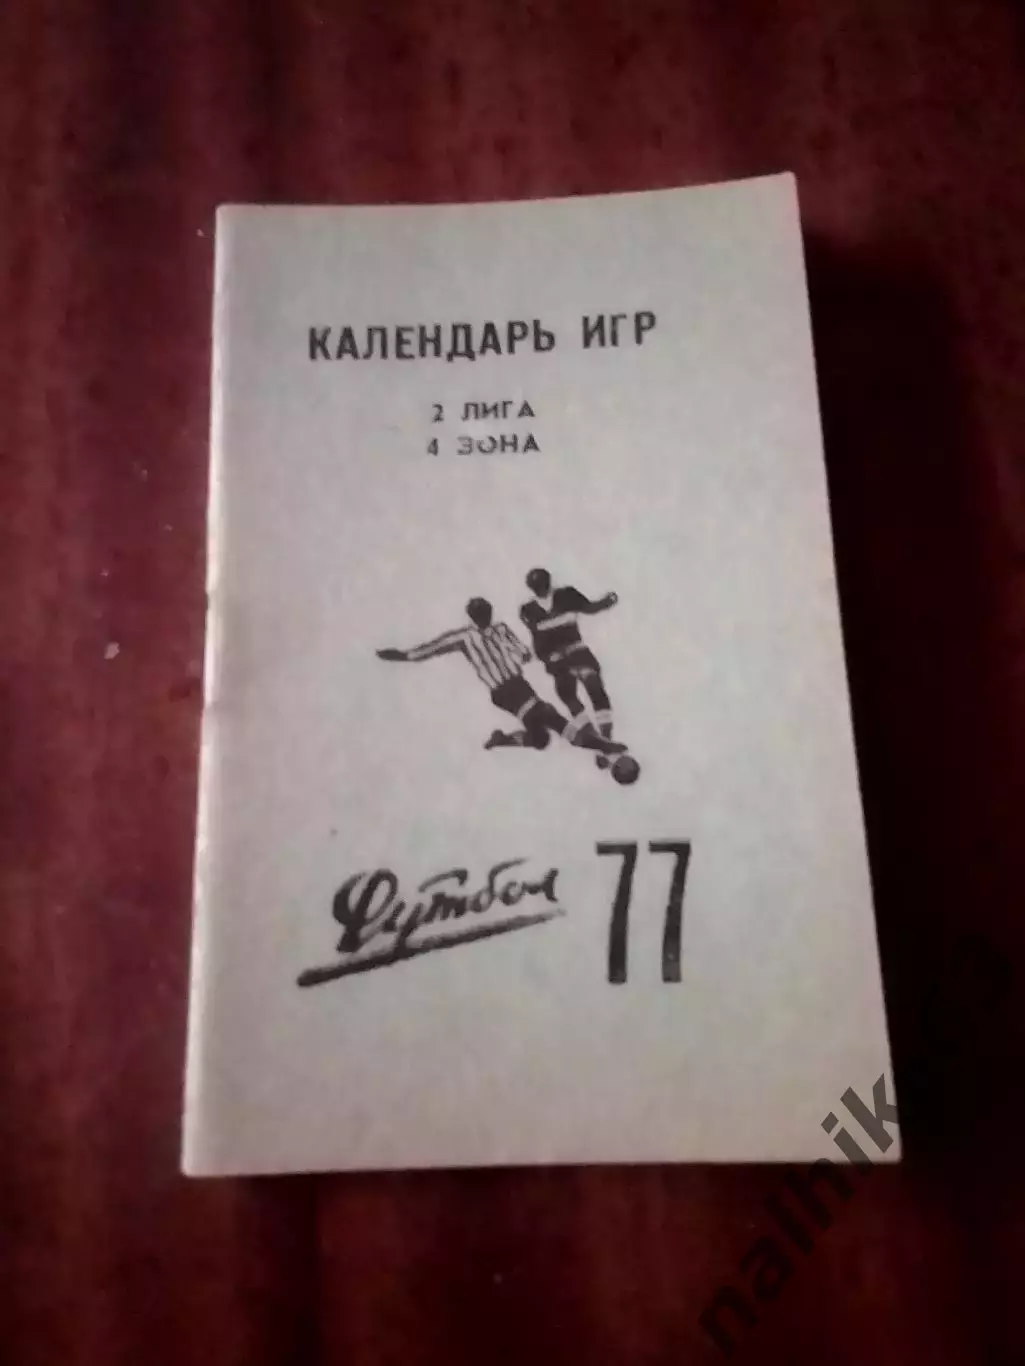 КАЛЕНДАРЬ ИГР
2 ЛИГА
4 ЗОНА
Футбол 77